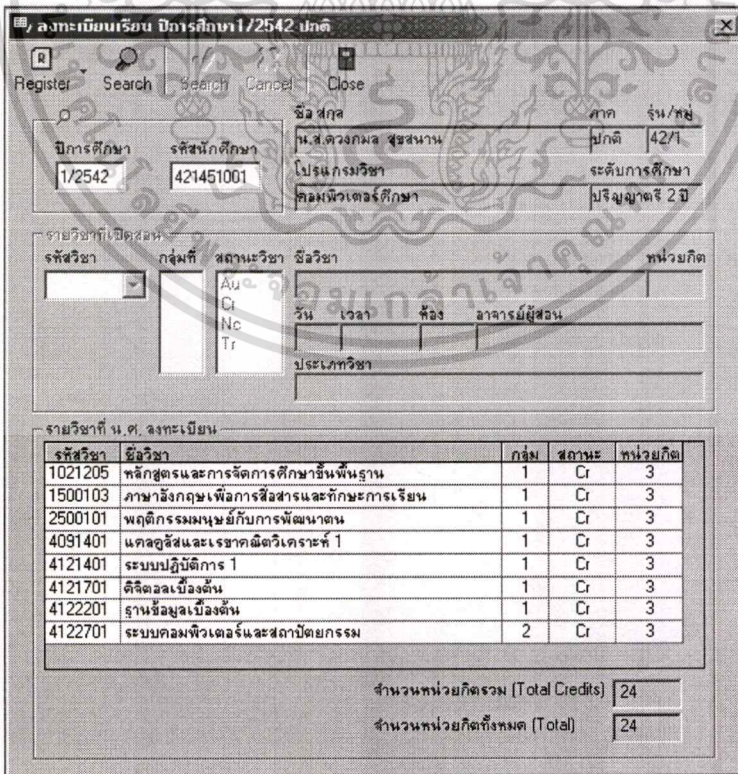 ลงทะเบียนเรียน ปีการศึกษา1/2542 ปกติ
Register Search Search Cancel Close
ชื่อ สกุล ภาค รุ่น/หมู่
น.ส.ดวงกมล สุขสนาน ปกติ 42/1
ปีการศึกษา รหัสนักศึกษา
1/2542 421451001
โปรแกรมวิชา ระดับการศึกษา
คอมพิวเตอร์ศึกษา ปริญญาตรี 2 ปี
รายวิชาที่เปิดสอน
รหัสวิชา กลุ่มที่ สถานะวิชา ชื่อวิชา หน่วยกิต
Au
Cr
Nc
Tr
วัน เวลา ห้อง อาจารย์ผู้สอน
ประเภทวิชา
รายวิชาที่ น.ศ. ลงทะเบียน
รหัสวิชา ชื่อวิชา กลุ่ม สถานะ หน่วยกิต
1021205 หลักสูตรและการจัดการศึกษาขั้นพื้นฐาน 1 Cr 3
1500103 ภาษาอังกฤษเพื่อการสื่อสารและทักษะการเรียน 1 Cr 3
2500101 พฤติกรรมมนุษย์กับการพัฒนาตน 1 Cr 3
4091401 แคลคูลัสและเรขาคณิตวิเคราะห์ 1 1 Cr 3
4121401 ระบบปฏิบัติการ 1 1 Cr 3
4121701 ดิจิตอลเบื้องต้น 1 Cr 3
4122201 ฐานข้อมูลเบื้องต้น 1 Cr 3
4122701 ระบบคอมพิวเตอร์และสถาปัตยกรรม 2 Cr 3
จำนวนหน่วยกิตรวม (Total Credits) 24
จำนวนหน่วยกิตทั้งหมด (Total) 24